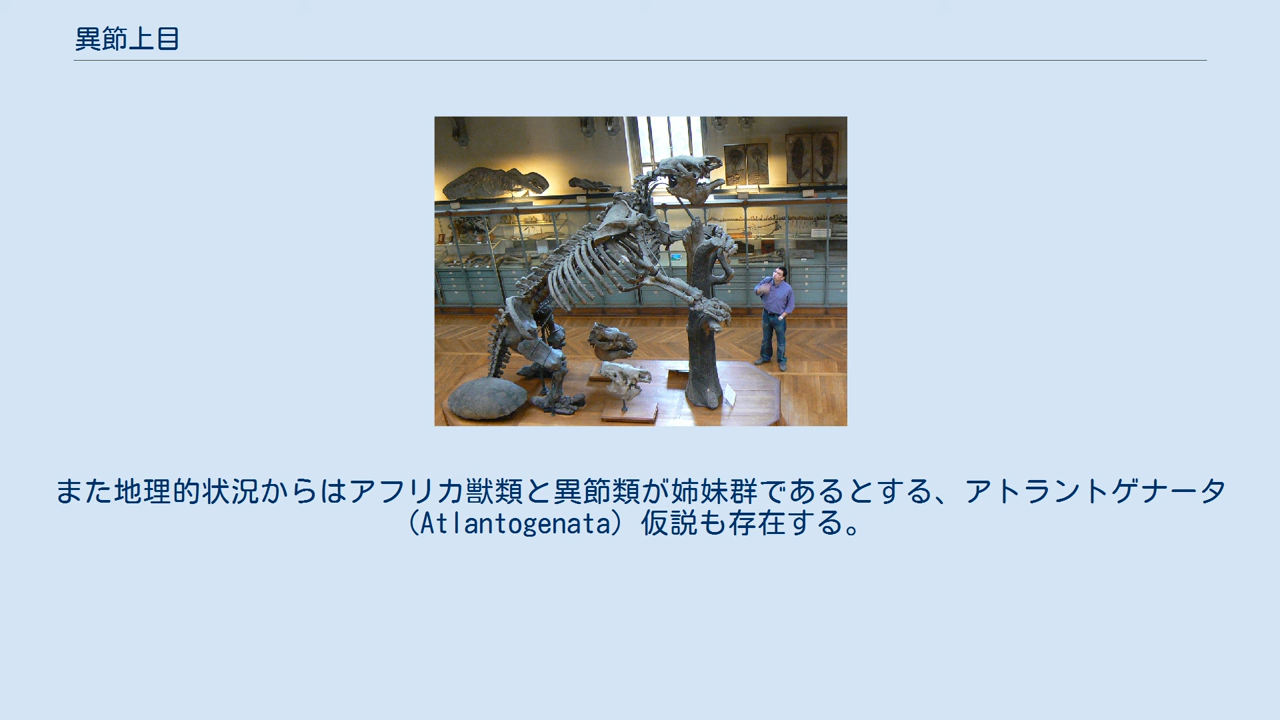 異節上目
また地理的状況からはアフリカ獣類と異節類が姉妹群であるとする、アトラントゲナータ
（Atlantogenata）仮説も存在する。